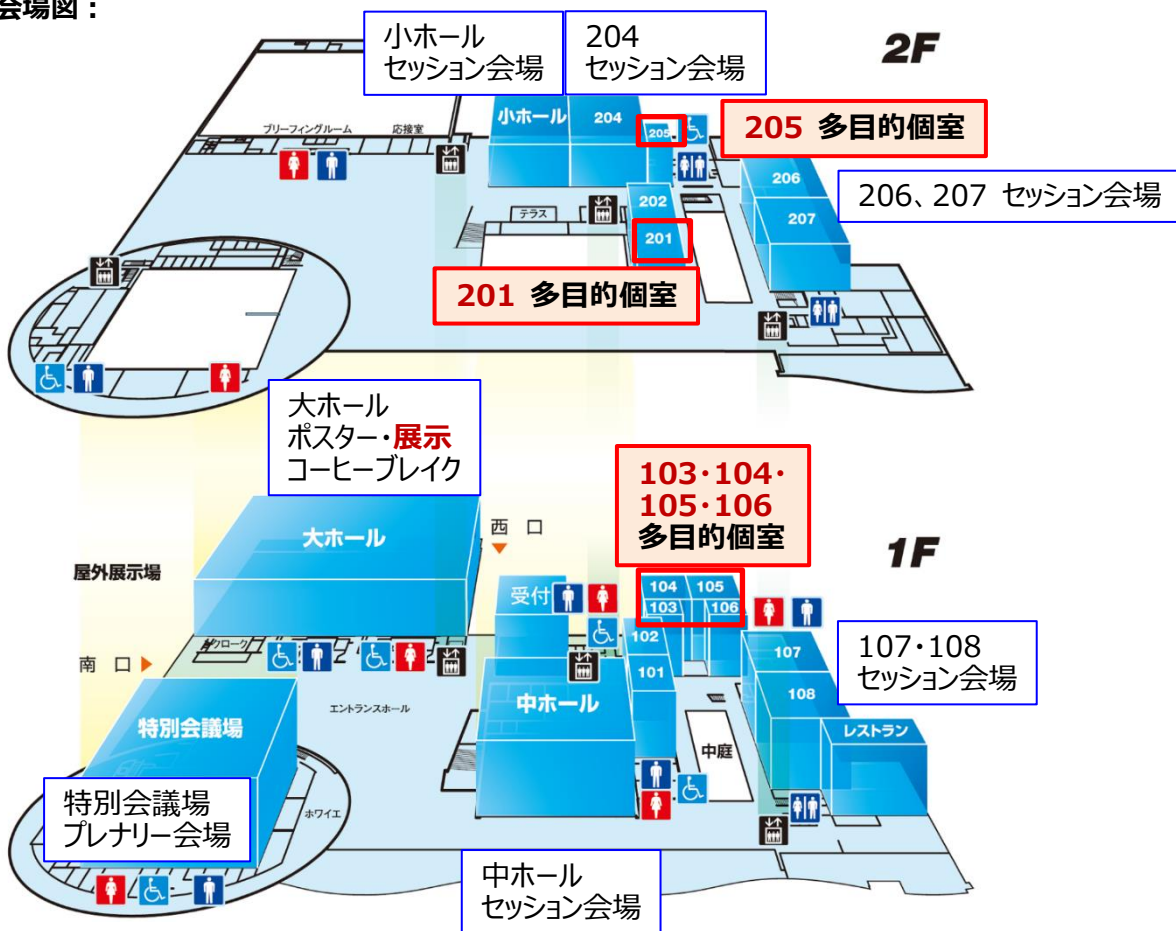 会場図：
2F
小ホール
セッション会場
204
セッション会場
小ホール
204
205
205 多目的個室
ブリーフィングルーム
応接室
206
207
206、207 セッション会場
202
201
テラス
201 多目的個室
大ホール
ポスター・展示
コーヒーブレイク
103・104・
105・106
多目的個室
1F
大ホール
西 口
屋外展示場
受付
104
105
103
106
102
101
107
108
107・108
セッション会場
クローク
南 口
エントランスホール
中ホール
特別会議場
中庭
レストラン
特別会議場
プレナリー会場
ホワイエ
中ホール
セッション会場